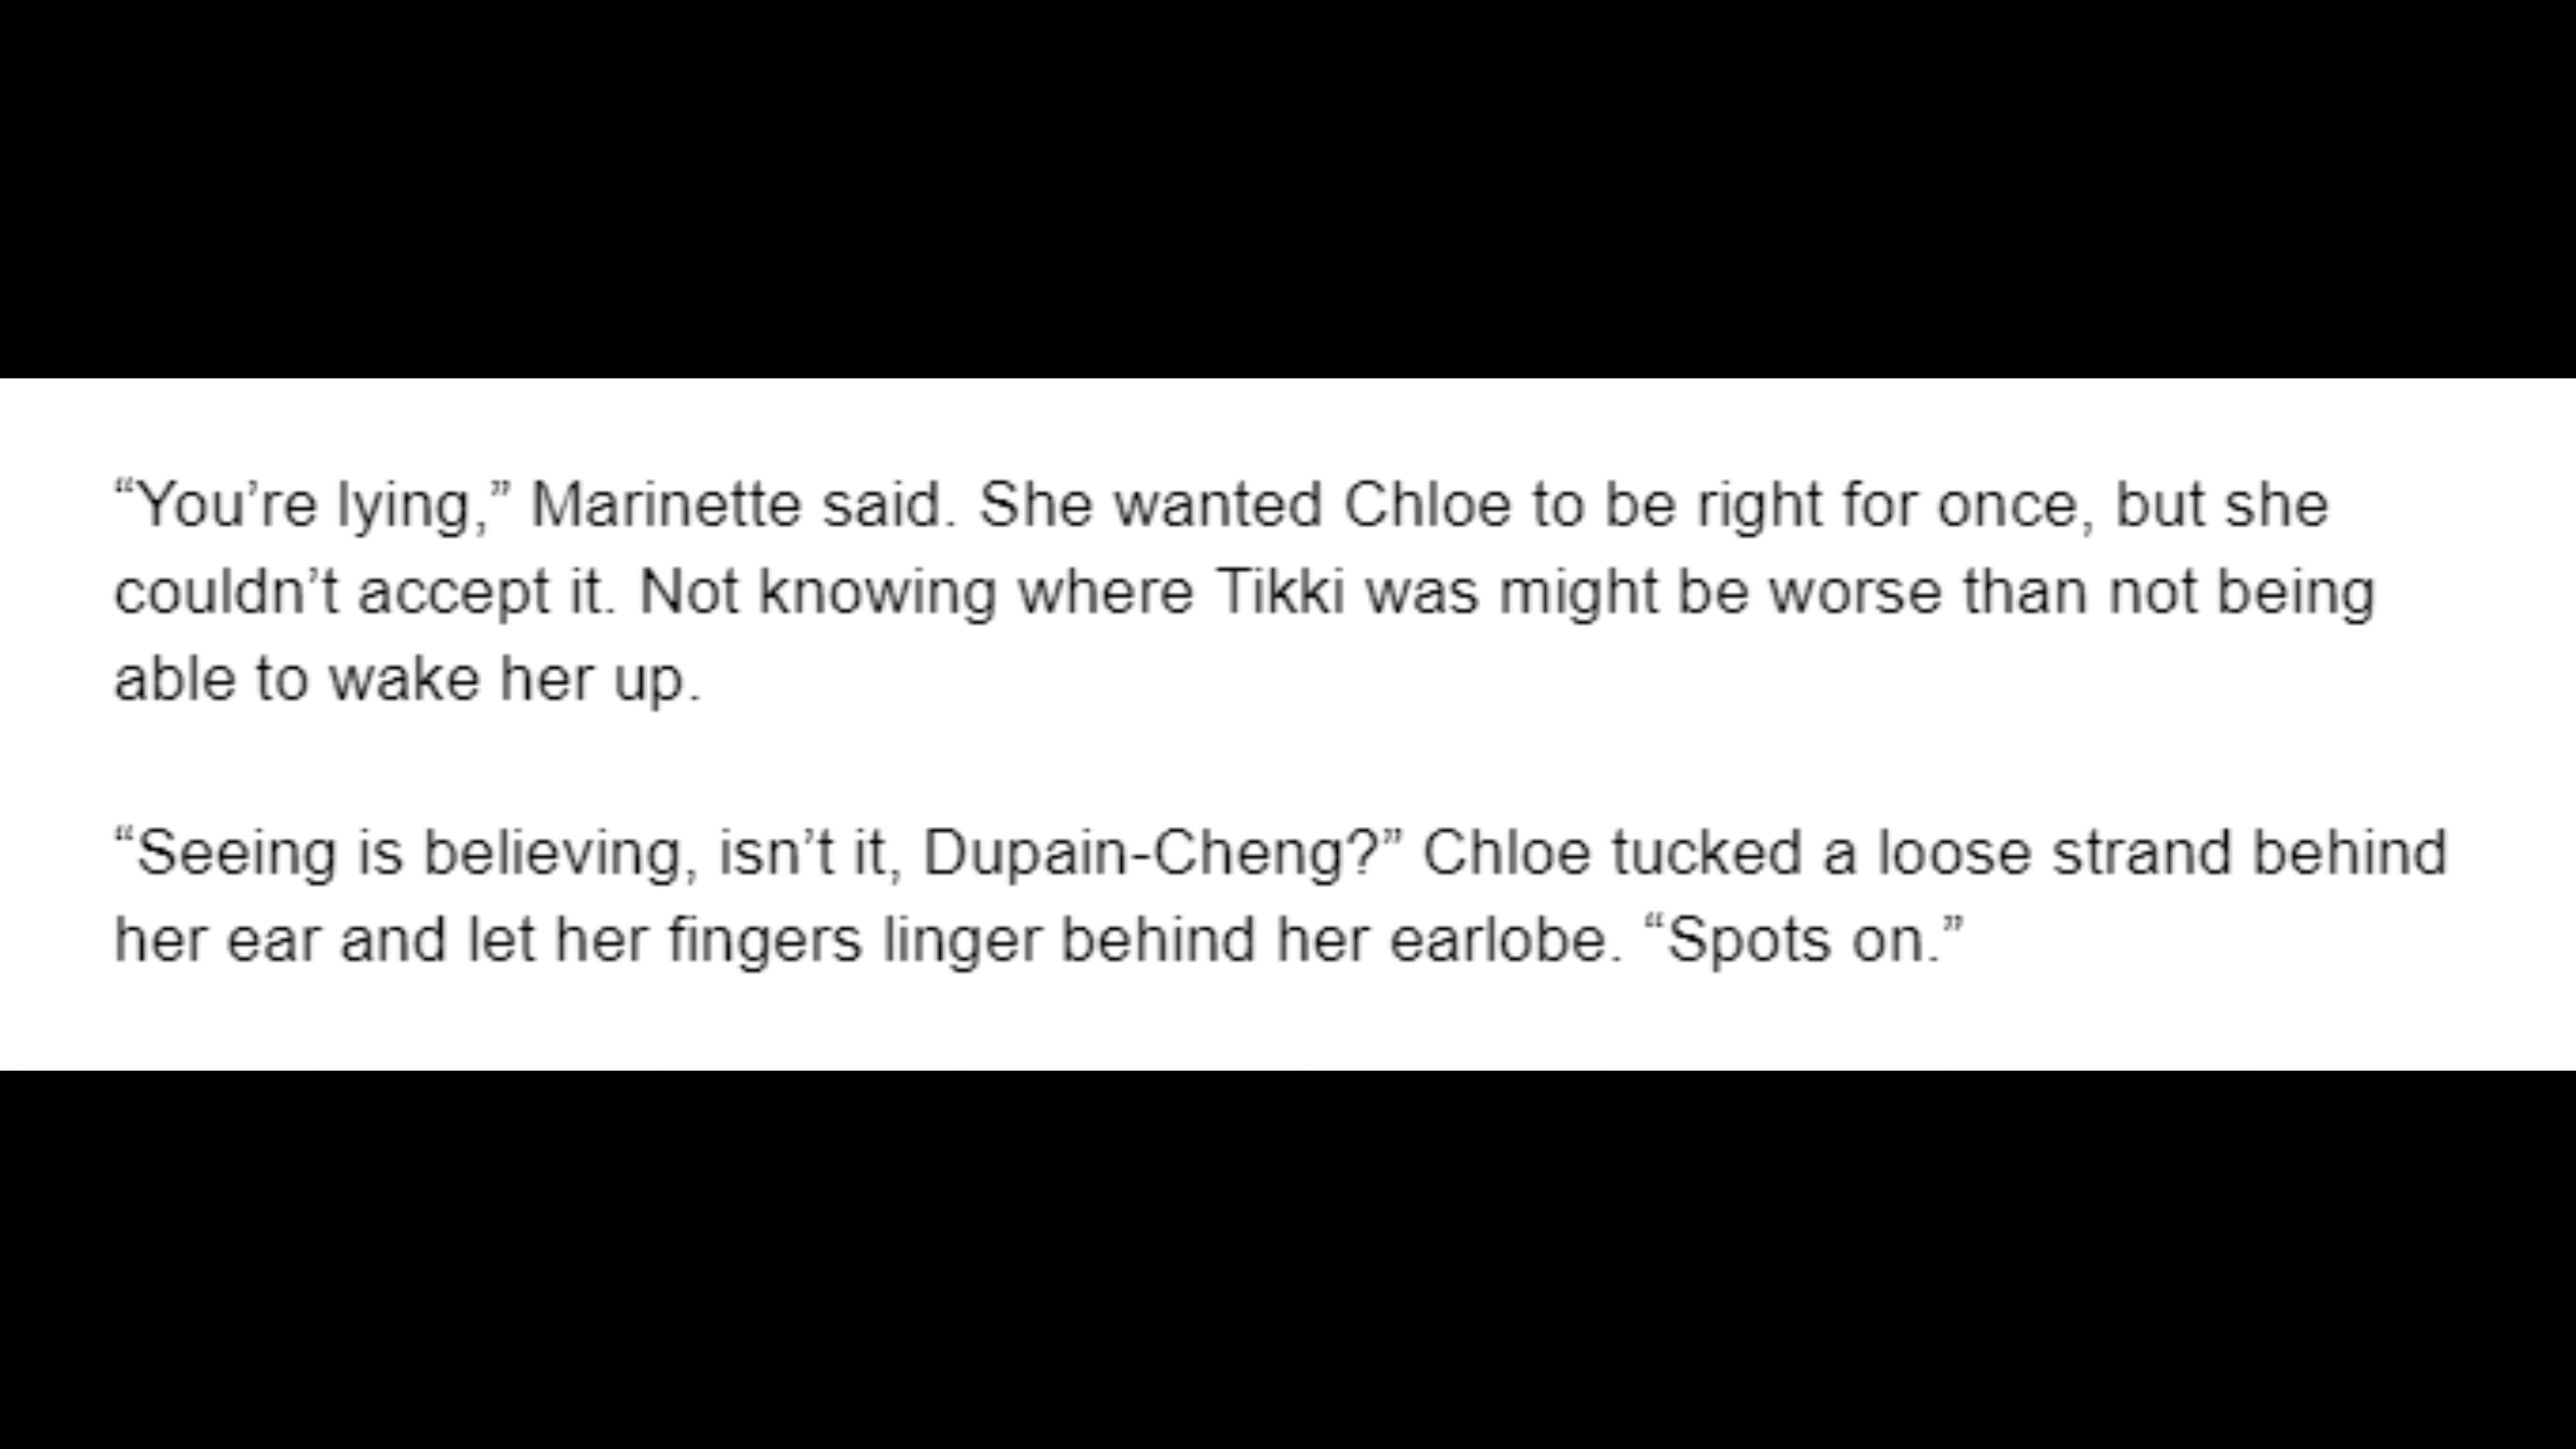 “You’re lying,” Marinette said. She wanted Chloe to be right for once, but she
couldn’t accept it. Not knowing where Tikki was might be worse than not being
able to wake her up.
“Seeing is believing, isn’t it, Dupain-Cheng?” Chloe tucked a loose strand behind
her ear and let her fingers linger behind her earlobe. “Spots on.”